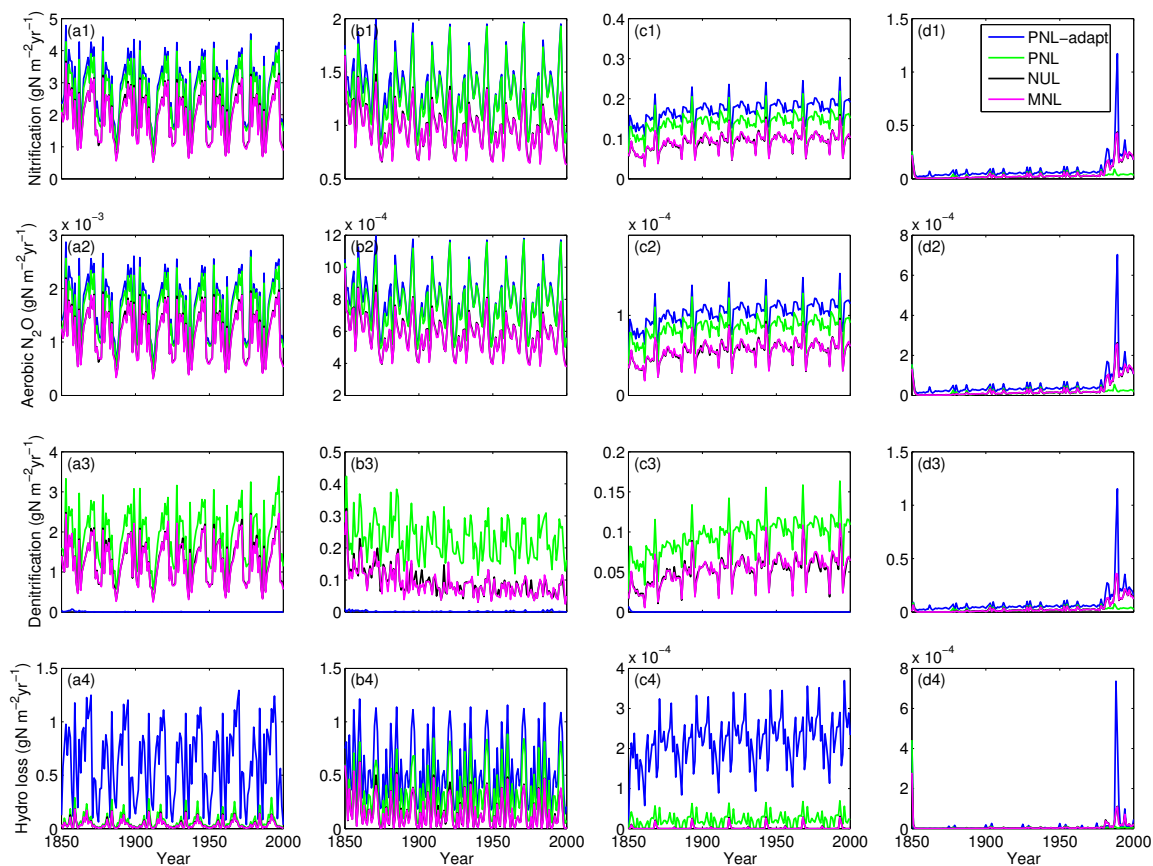 (a1) (b1) (c1) (d1)
Nitrification (gN m−2yr−1)
5 4 3 2 1 0
2 1.5 1 0.5
0.4 0.3 0.2 0.1 0
1.5 1 0.5 0
PNL−adapt
PNL
NUL
MNL
x 10−3 x 10−4 x 10−4 x 10−4
(a2) (b2) (c2) (d2)
Aerobic N2O (gN m−2yr−1)
3 2 1 0
12 10 8 6 4 2
2 1 0
8 6 4 2 0
(a3) (b3) (c3) (d3)
Denitrification (gN m−2yr−1)
4 3 2 1 0
0.5 0.4 0.3 0.2 0.1 0
0.2 0.15 0.1 0.05 0
1.5 1 0.5 0
x 10−4 x 10−4
(a4) (b4) (c4) (d4)
Hydro loss (gN m−2yr−1)
1.5 1 0.5 0
1.5 1 0.5 0
4 3 2 1 0
8 6 4 2 0
1850 1900 1950 2000 1850 1900 1950 2000 1850 1900 1950 2000 1850 1900 1950 2000
Year Year Year Year